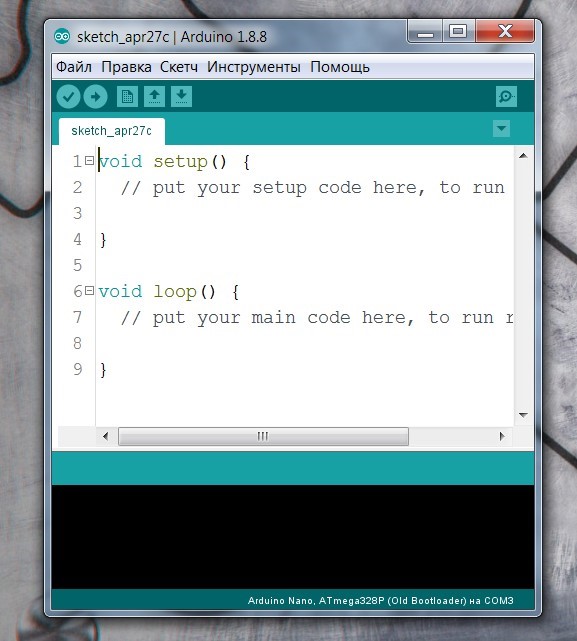 sketch_apr27c | Arduino 1.8.8
Файл Правка Скетч Инструменты Помощь
sketch_apr27c
1 void setup() {
2 // put your setup code here, to run
3
4 }
5
6 void loop() {
7 // put your main code here, to run r
8
9 }
Arduino Nano, ATmega328P (Old Bootloader) на COM3